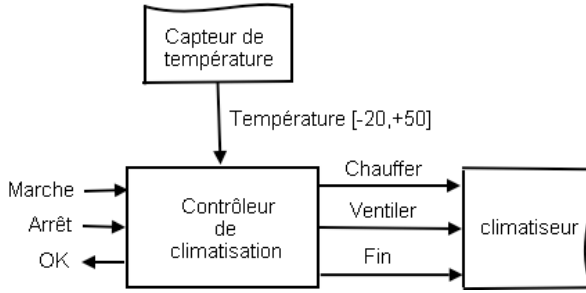 Capteur de
température
Température [-20,+50]
Marche
Arrêt
OK
Contrôleur
de
climatisation
Chauffer
Ventiler
Fin
climatiseur